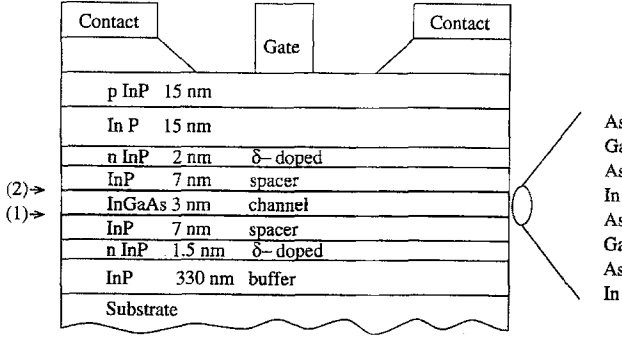 Contact
Gate
Contact
p InP 15 nm
In P 15 nm
n InP 2 nm δ– doped
InP 7 nm spacer
(2)
InGaAs 3 nm channel
(1)
InP 7 nm spacer
n InP 1.5 nm δ– doped
InP 330 nm buffer
Substrate
As
Ga
As
In
As
Ga
As
In